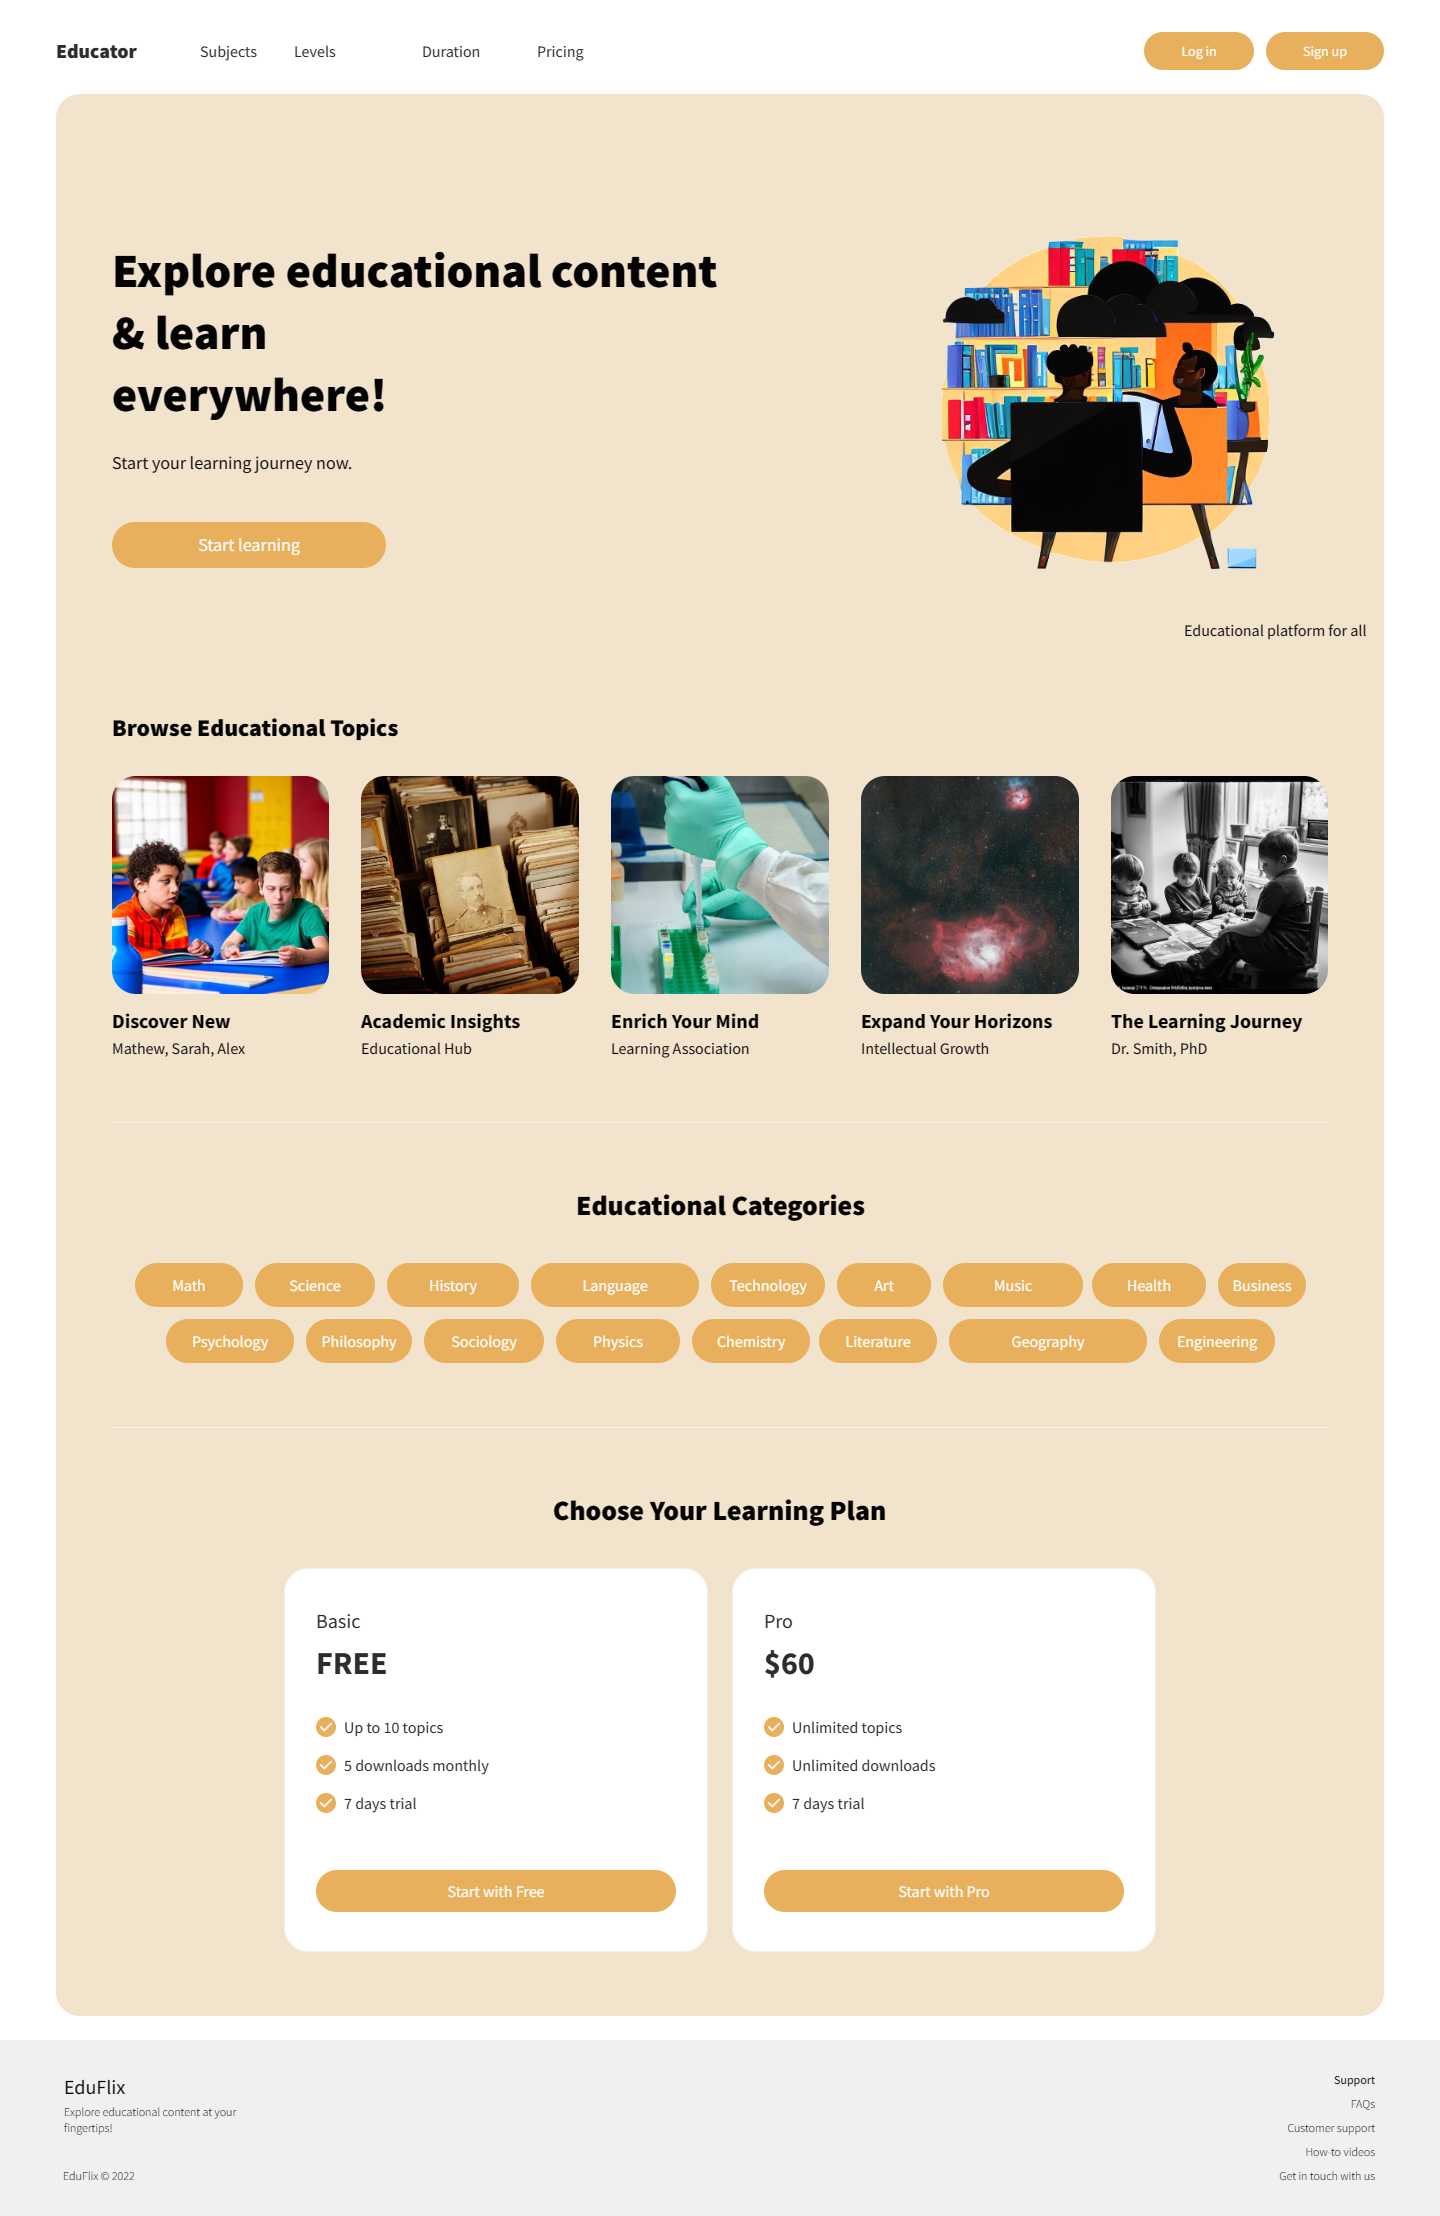 Educator
Subjects
Levels
Duration
Pricing
Log in
Sign up
Explore educational content
& learn
everywhere!
Start your learning journey now.
Start learning
Educational platform for all
Browse Educational Topics
Discover New
Mathew, Sarah, Alex
Academic Insights
Educational Hub
Enrich Your Mind
Learning Association
Expand Your Horizons
Intellectual Growth
The Learning Journey
Dr. Smith, PhD
Educational Categories
Math
Science
History
Language
Technology
Art
Music
Health
Business
Psychology
Philosophy
Sociology
Physics
Chemistry
Literature
Geography
Engineering
Choose Your Learning Plan
Basic
FREE
Up to 10 topics
5 downloads monthly
7 days trial
Start with Free
Pro
$60
Unlimited topics
Unlimited downloads
7 days trial
Start with Pro
EduFlix
Explore educational content at your
fingertips!
EduFlix © 2022
Support
FAQs
Customer support
How-to videos
Get in touch with us